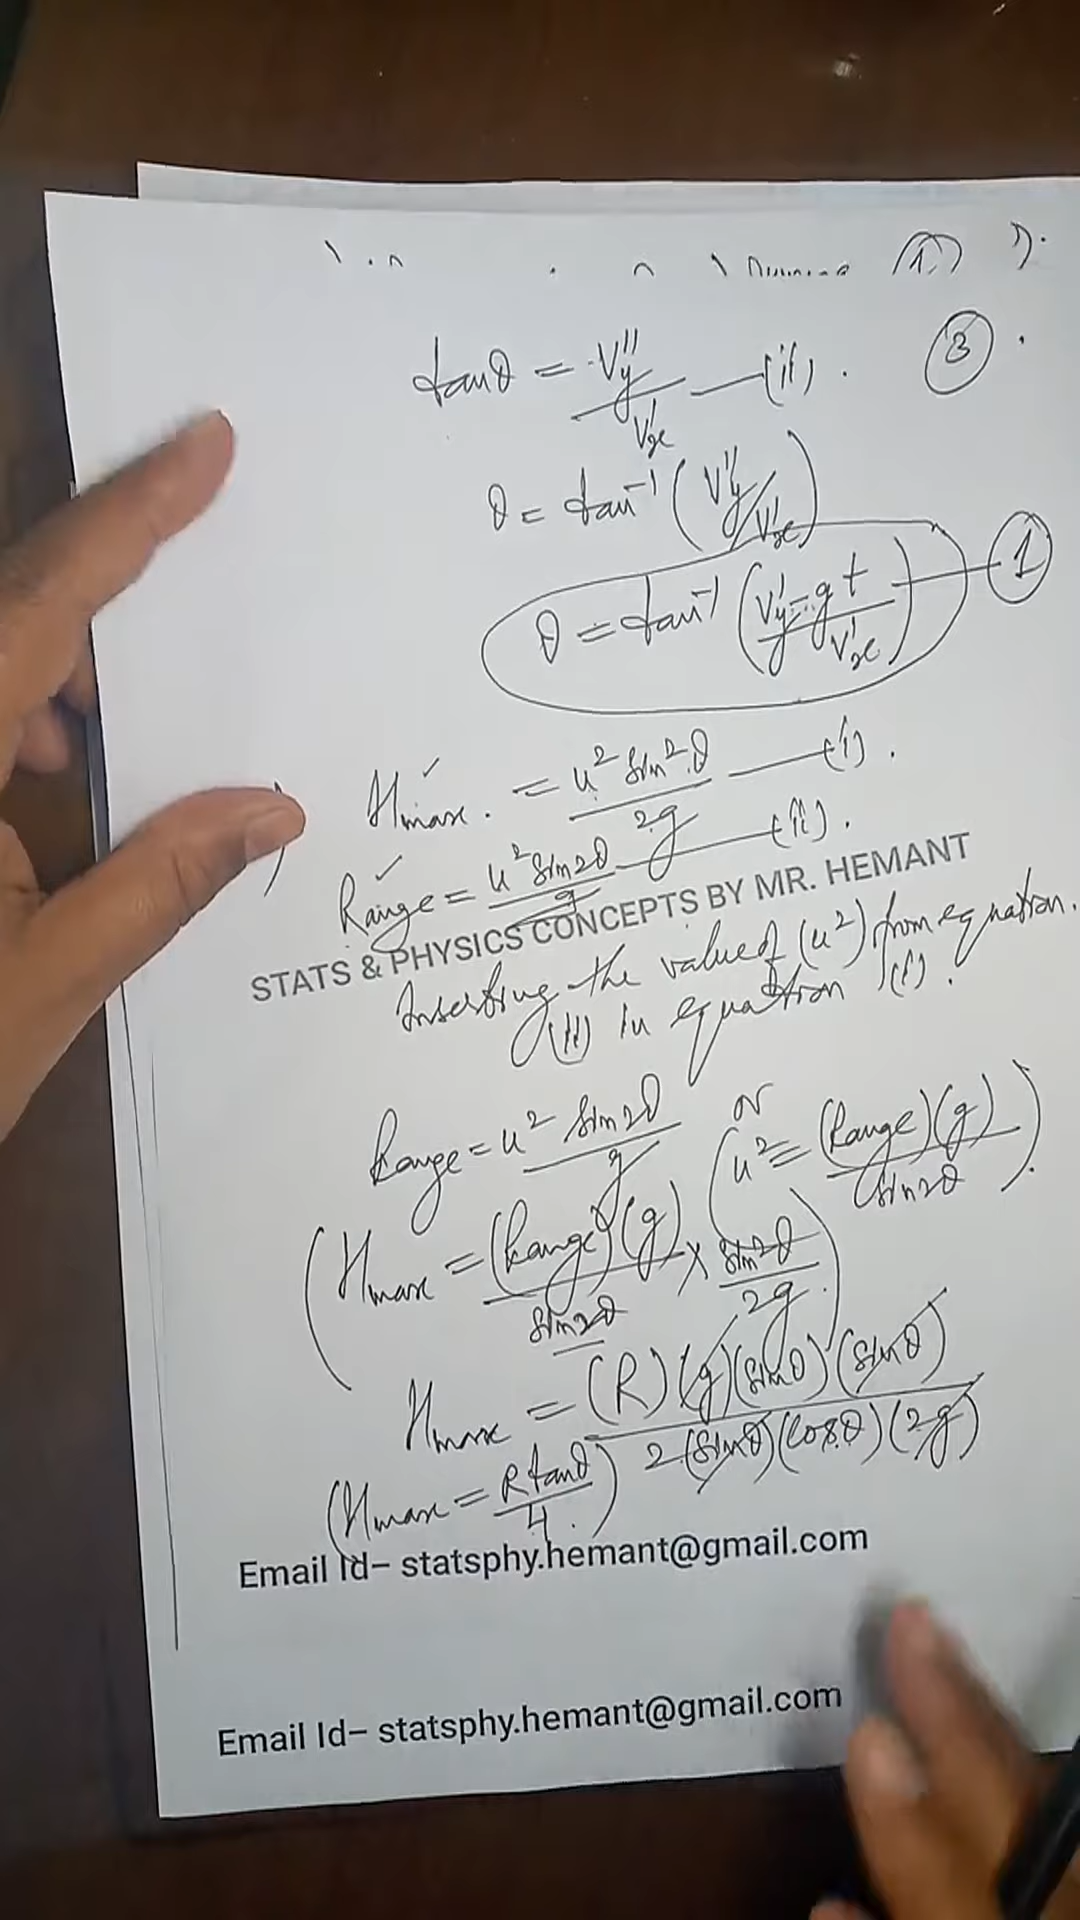 tanθ = V''y / V'x —(ii). (3).
θ = tan⁻¹ (V''y / V'x)
θ = tan⁻¹ (V'y - gt / V'x) — (1)
Hmax. = u² sin²θ / 2g —(i).
Range = u² sin2θ / g —(ii).
STATS & PHYSICS CONCEPTS BY MR. HEMANT
Inserting the value of (u²) from equation.
(ii) in equation (i).
Range = u² sin2θ / g or (u² = (Range)(g) / sin2θ).
(Hmax = (Range)(g) / sin2θ × sin²θ / 2g.)
Hmax = (R)(g)(sinθ)(sinθ) / 2(sinθ)(cosθ)(2g)
(Hmax = R tanθ / 4.)
Email Id– statsphy.hemant@gmail.com
Email Id– statsphy.hemant@gmail.com